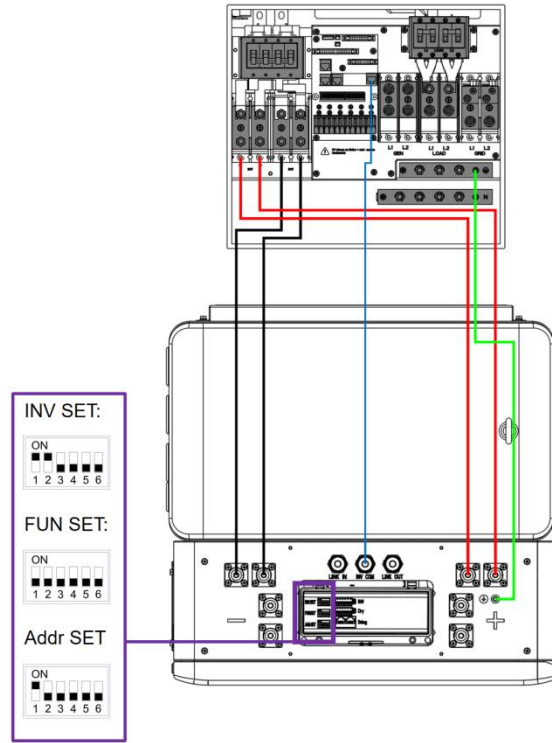 L1 L2 L1 L2 L1 L2
GEN LOAD GRID
N
INV SET:
ON
1 2 3 4 5 6
FUN SET:
ON
1 2 3 4 5 6
Addr SET
ON
1 2 3 4 5 6
LINK IN INV COM LINK OUT
− +